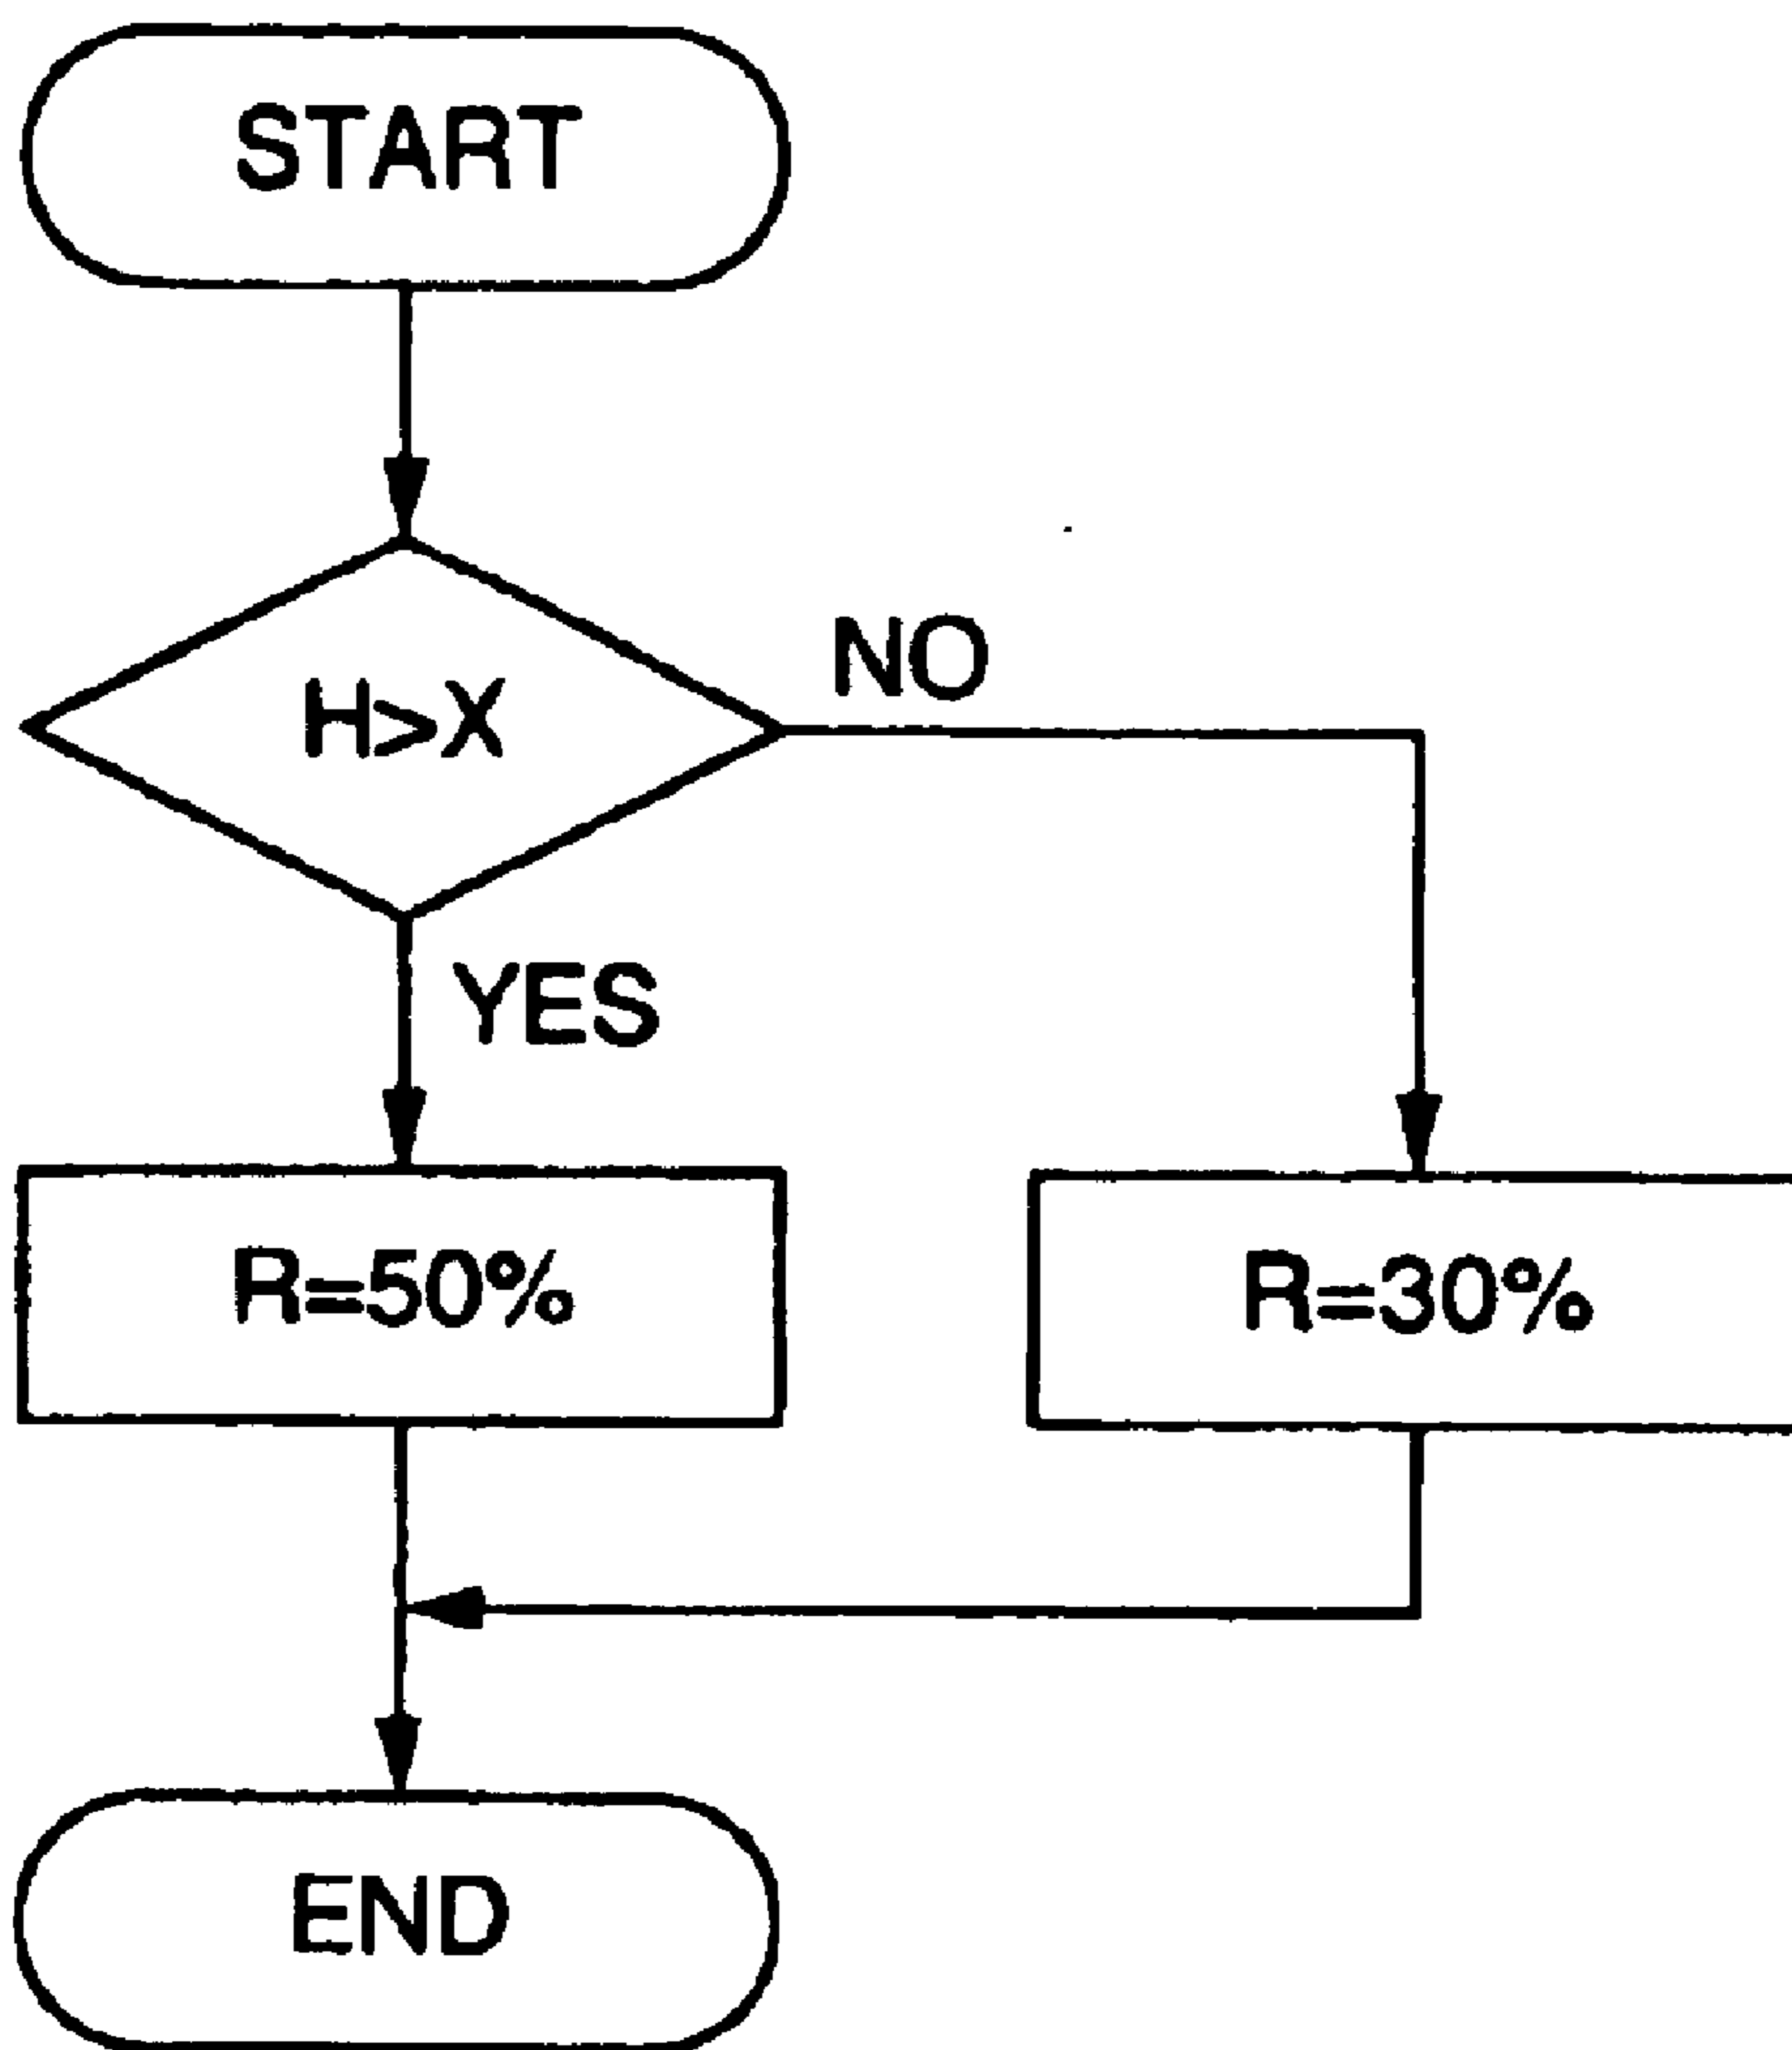 START
H>X
NO
YES
R=50%
R=30%
END